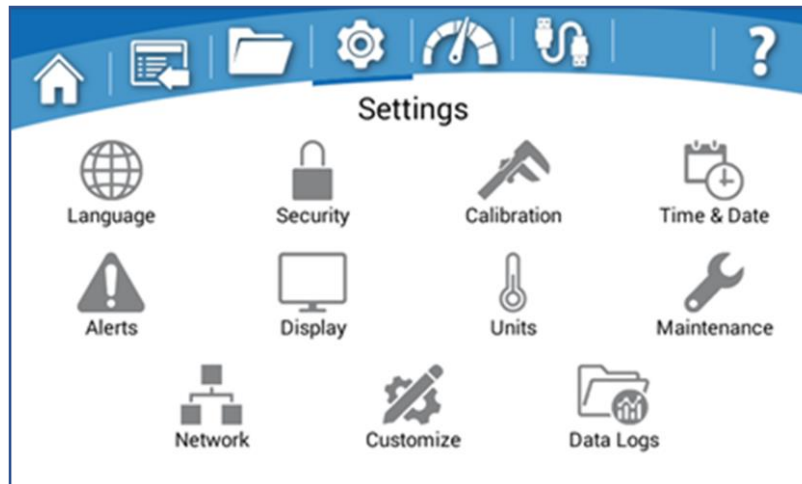 Settings
Language Security Calibration Time & Date
Alerts Display Units Maintenance
Network Customize Data Logs